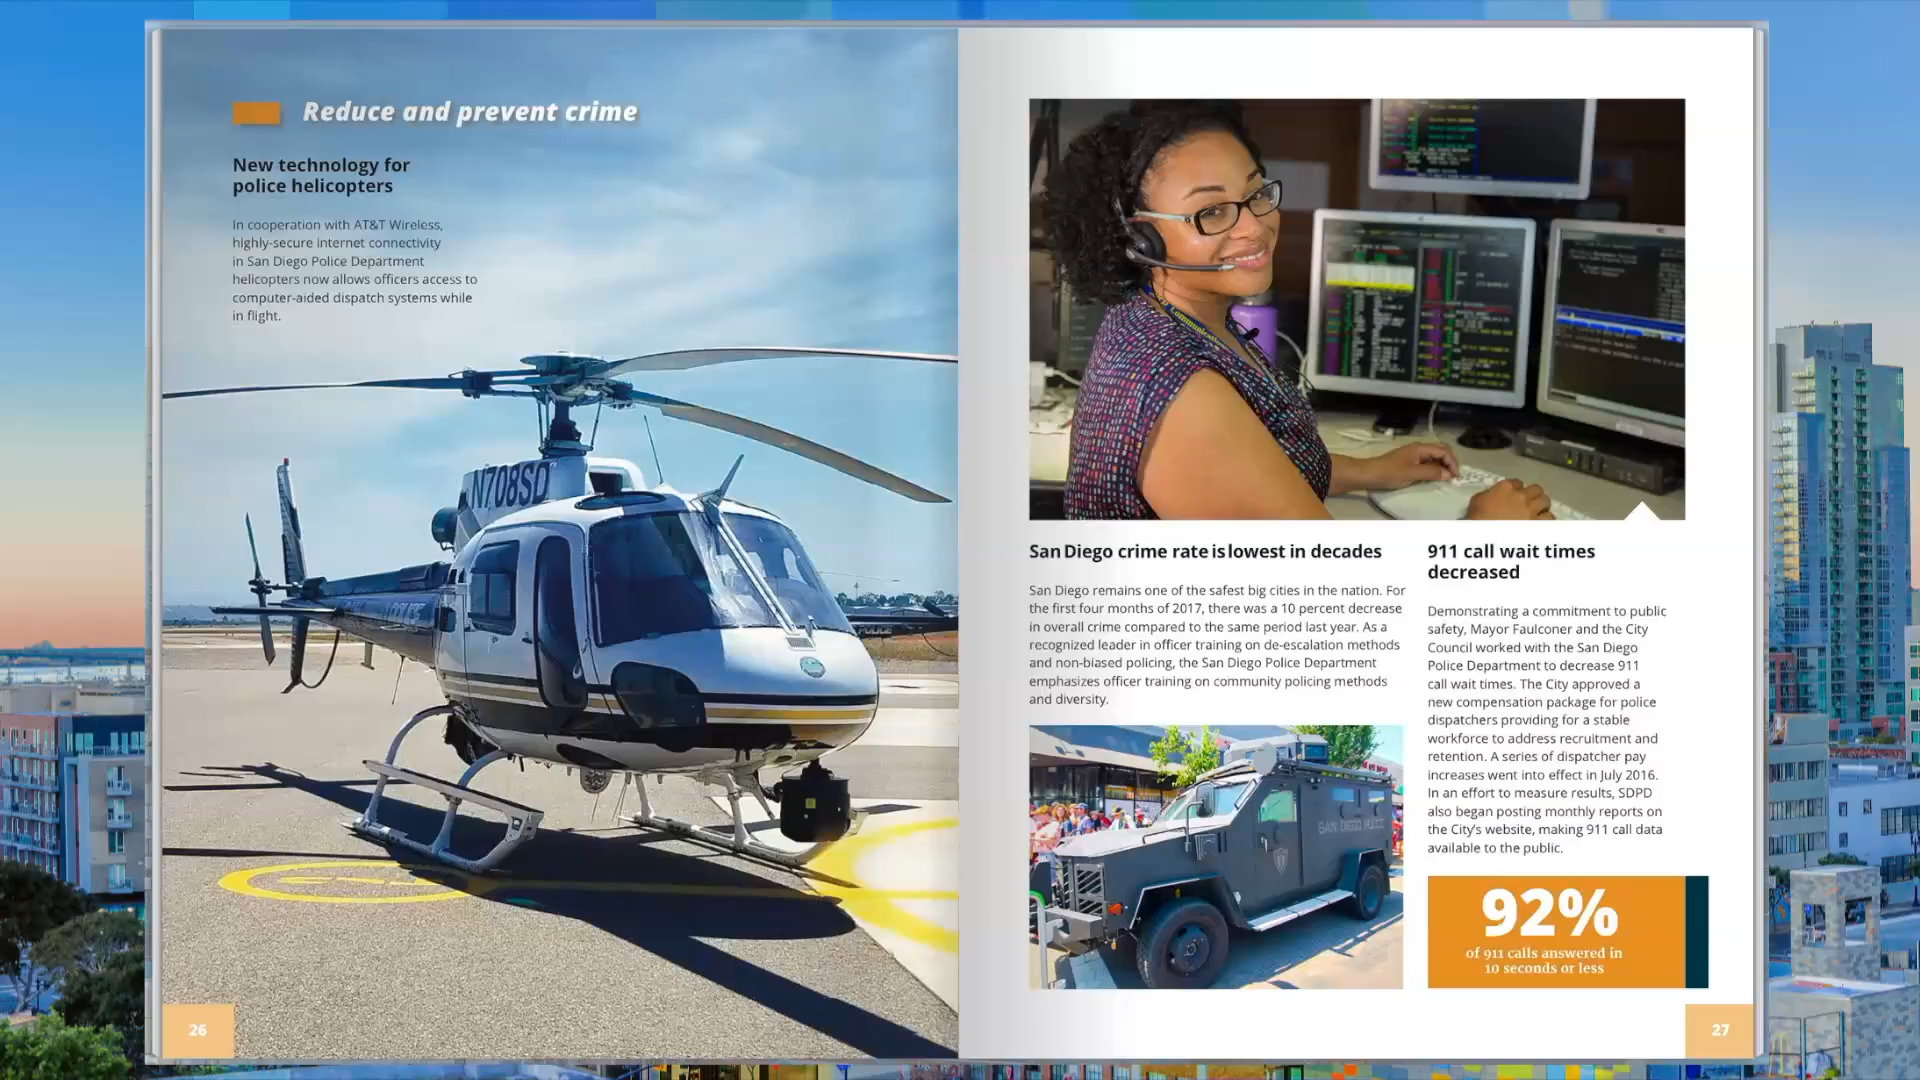 Reduce and prevent crime
New technology for
police helicopters
In cooperation with AT&T Wireless,
highly-secure internet connectivity
in San Diego Police Department
helicopters now allows officers access to
computer-aided dispatch systems while
in flight.
N708SD
26
San Diego crime rate is lowest in decades
San Diego remains one of the safest big cities in the nation. For
the first four months of 2017, there was a 10 percent decrease
in overall crime compared to the same period last year. As a
recognized leader in officer training on de-escalation methods
and non-biased policing, the San Diego Police Department
emphasizes officer training on community policing methods
and diversity.
SAN DIEGO POLICE
911 call wait times
decreased
Demonstrating a commitment to public
safety, Mayor Faulconer and the City
Council worked with the San Diego
Police Department to decrease 911
call wait times. The City approved a
new compensation package for police
dispatchers providing for a stable
workforce to address recruitment and
retention. A series of dispatcher pay
increases went into effect in July 2016.
In an effort to measure results, SDPD
also began posting monthly reports on
the City's website, making 911 call data
available to the public.
92%
of 911 calls answered in
10 seconds or less
27